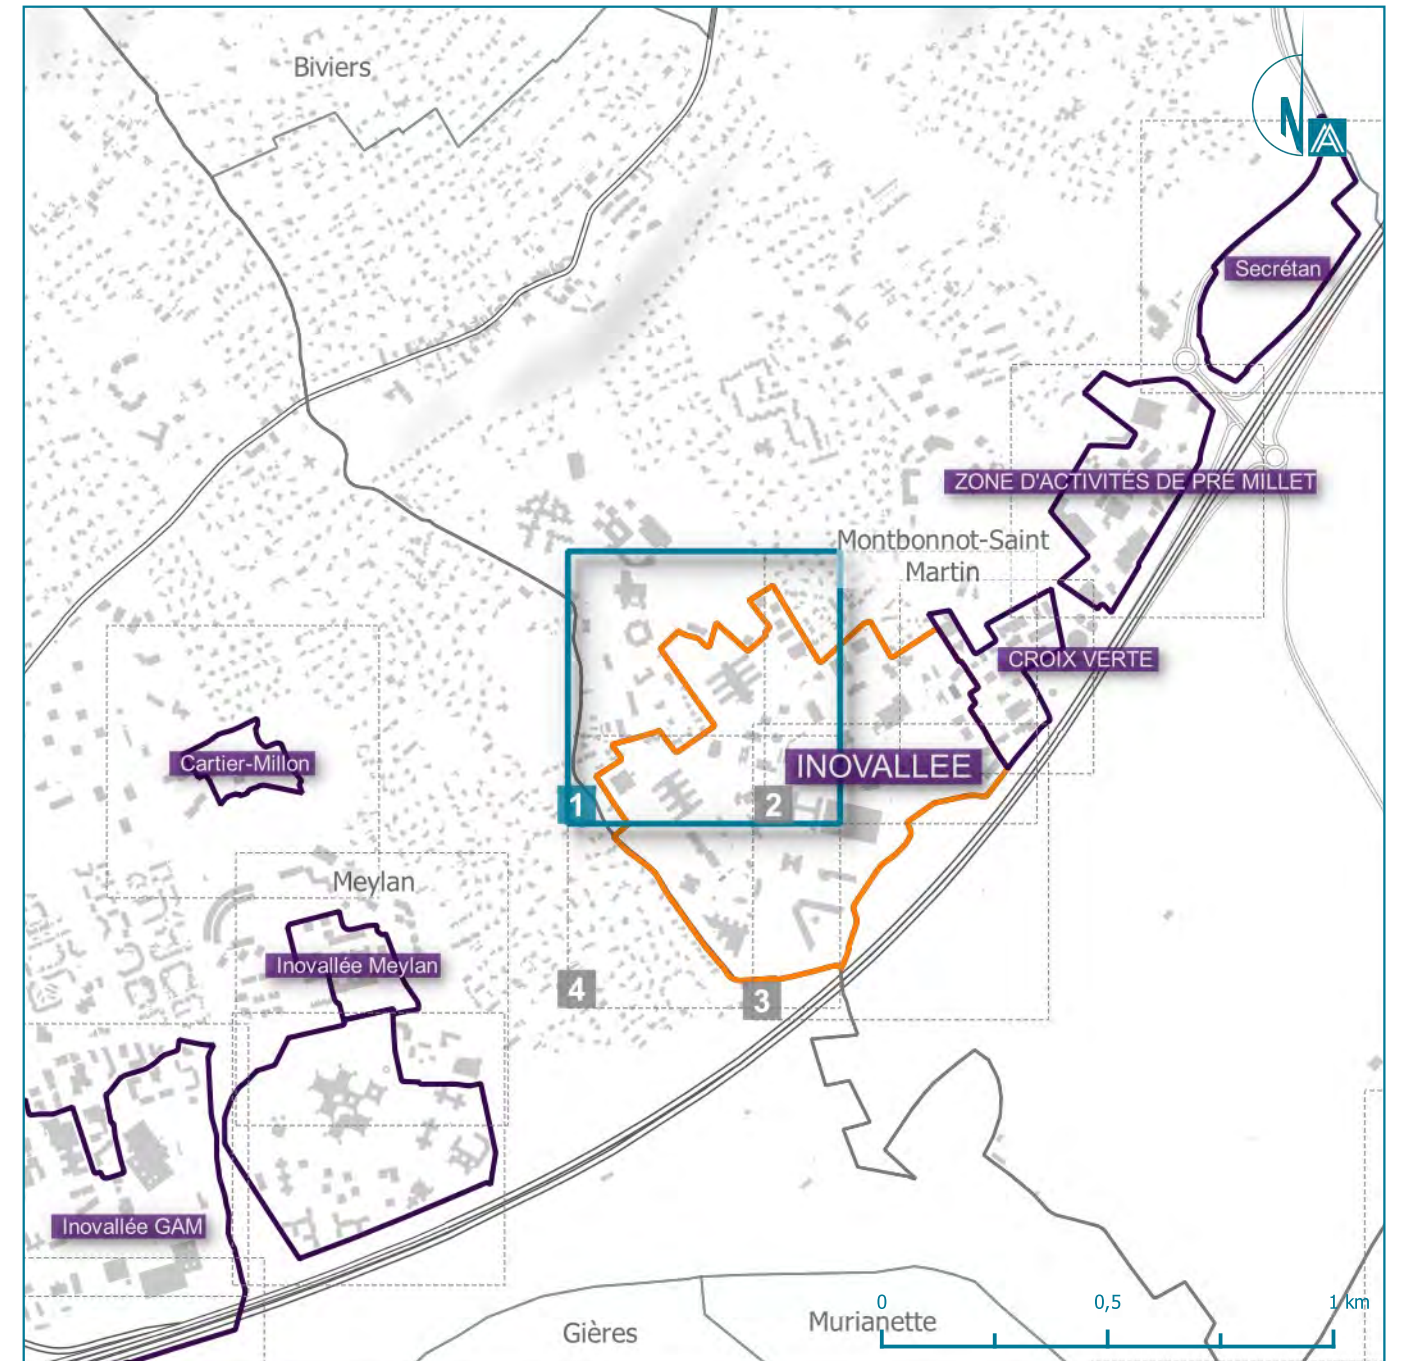 Biviers
N
Secrétan
ZONE D'ACTIVITÉS DE PRE MILLET
Montbonnot-Saint
Martin
CROIX VERTE
Cartier-Millon
INOVALLEE
1
2
Meylan
Inovallée Meylan
4
3
Inovallée GAM
0
0,5
1 km
Murianette
Gières